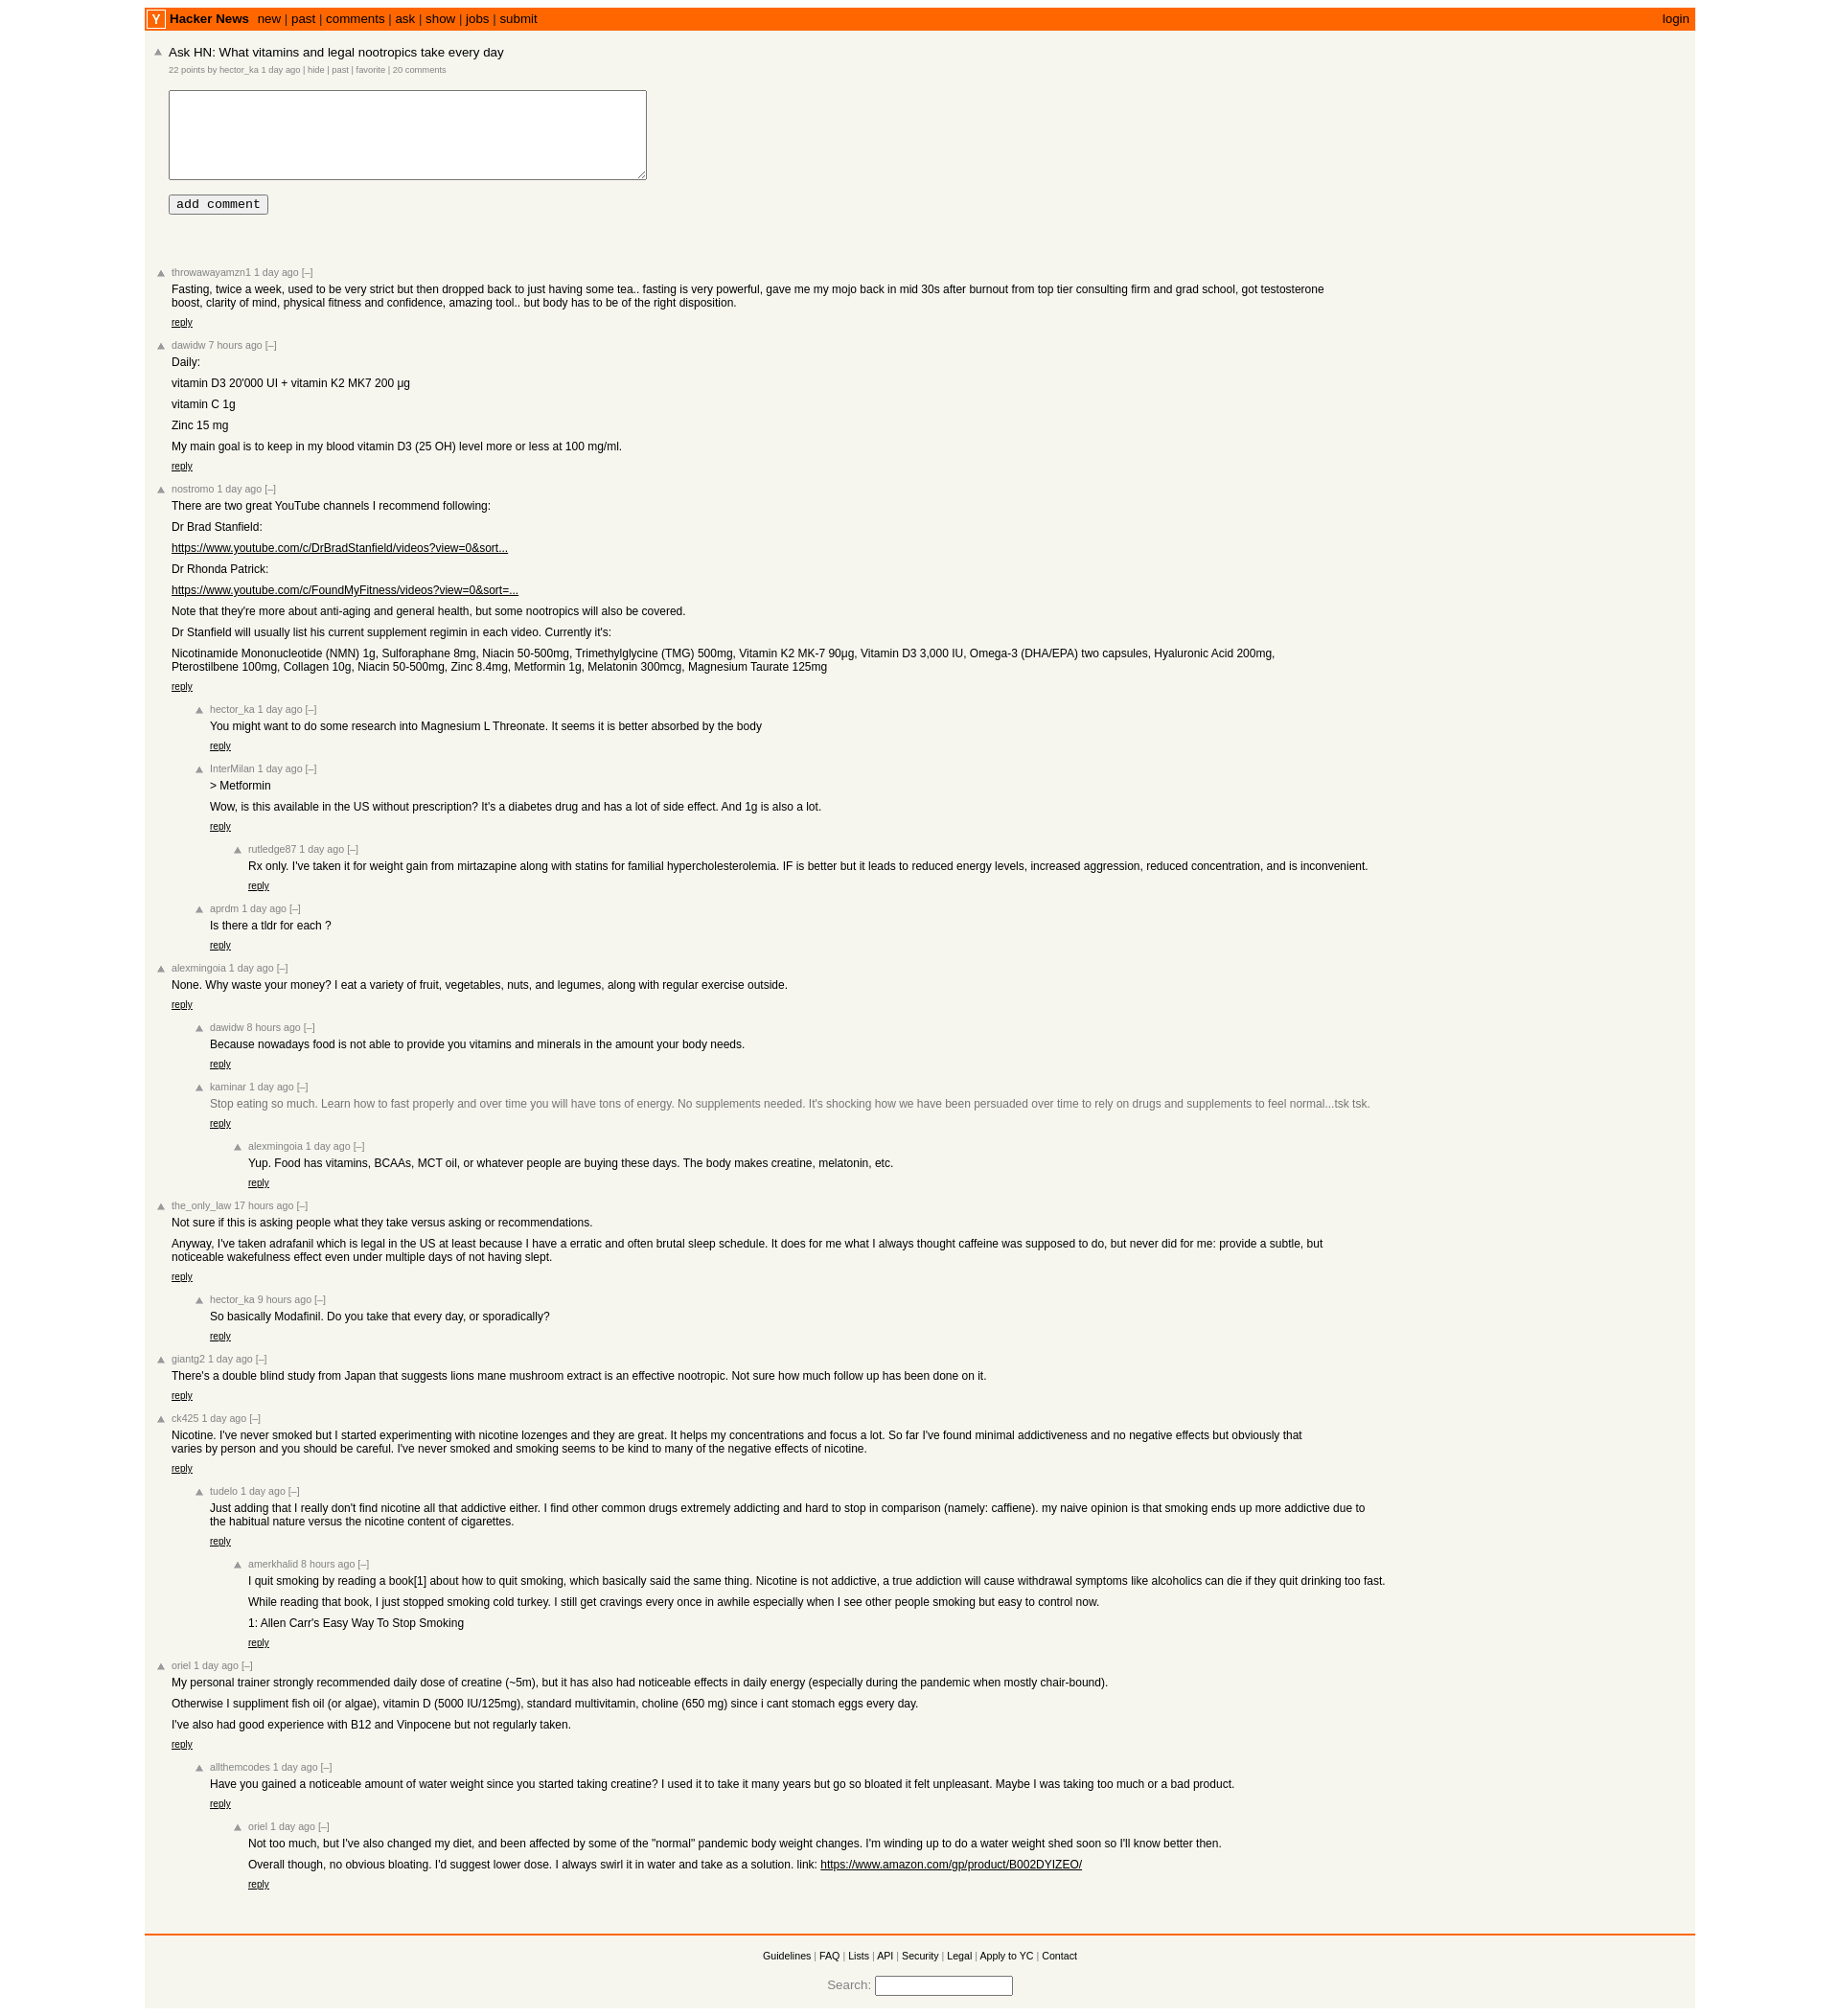 Y Hacker News new | past | comments | ask | show | jobs | submit login
Ask HN: What vitamins and legal nootropics take every day
22 points by hector_ka 1 day ago | hide | past | favorite | 20 comments
add comment
throwawayamzn1 1 day ago [–]
Fasting, twice a week, used to be very strict but then dropped back to just having some tea.. fasting is very powerful, gave me my mojo back in mid 30s after burnout from top tier consulting firm and grad school, got testosterone
boost, clarity of mind, physical fitness and confidence, amazing tool.. but body has to be of the right disposition.
reply
dawidw 7 hours ago [–]
Daily:
vitamin D3 20'000 UI + vitamin K2 MK7 200 μg
vitamin C 1g
Zinc 15 mg
My main goal is to keep in my blood vitamin D3 (25 OH) level more or less at 100 mg/ml.
reply
nostromo 1 day ago [–]
There are two great YouTube channels I recommend following:
Dr Brad Stanfield:
https://www.youtube.com/c/DrBradStanfield/videos?view=0&sort...
Dr Rhonda Patrick:
https://www.youtube.com/c/FoundMyFitness/videos?view=0&sort=...
Note that they're more about anti-aging and general health, but some nootropics will also be covered.
Dr Stanfield will usually list his current supplement regimin in each video. Currently it's:
Nicotinamide Mononucleotide (NMN) 1g, Sulforaphane 8mg, Niacin 50-500mg, Trimethylglycine (TMG) 500mg, Vitamin K2 MK-7 90μg, Vitamin D3 3,000 IU, Omega-3 (DHA/EPA) two capsules, Hyaluronic Acid 200mg,
Pterostilbene 100mg, Collagen 10g, Niacin 50-500mg, Zinc 8.4mg, Metformin 1g, Melatonin 300mcg, Magnesium Taurate 125mg
reply
hector_ka 1 day ago [–]
You might want to do some research into Magnesium L Threonate. It seems it is better absorbed by the body
reply
InterMilan 1 day ago [–]
> Metformin
Wow, is this available in the US without prescription? It's a diabetes drug and has a lot of side effect. And 1g is also a lot.
reply
rutledge87 1 day ago [–]
Rx only. I've taken it for weight gain from mirtazapine along with statins for familial hypercholesterolemia. IF is better but it leads to reduced energy levels, increased aggression, reduced concentration, and is inconvenient.
reply
aprdm 1 day ago [–]
Is there a tldr for each ?
reply
alexmingoia 1 day ago [–]
None. Why waste your money? I eat a variety of fruit, vegetables, nuts, and legumes, along with regular exercise outside.
reply
dawidw 8 hours ago [–]
Because nowadays food is not able to provide you vitamins and minerals in the amount your body needs.
reply
kaminar 1 day ago [–]
Stop eating so much. Learn how to fast properly and over time you will have tons of energy. No supplements needed. It's shocking how we have been persuaded over time to rely on drugs and supplements to feel normal...tsk tsk.
reply
alexmingoia 1 day ago [–]
Yup. Food has vitamins, BCAAs, MCT oil, or whatever people are buying these days. The body makes creatine, melatonin, etc.
reply
the_only_law 17 hours ago [–]
Not sure if this is asking people what they take versus asking or recommendations.
Anyway, I've taken adrafanil which is legal in the US at least because I have a erratic and often brutal sleep schedule. It does for me what I always thought caffeine was supposed to do, but never did for me: provide a subtle, but
noticeable wakefulness effect even under multiple days of not having slept.
reply
hector_ka 9 hours ago [–]
So basically Modafinil. Do you take that every day, or sporadically?
reply
giantg2 1 day ago [–]
There's a double blind study from Japan that suggests lions mane mushroom extract is an effective nootropic. Not sure how much follow up has been done on it.
reply
ck425 1 day ago [–]
Nicotine. I've never smoked but I started experimenting with nicotine lozenges and they are great. It helps my concentrations and focus a lot. So far I've found minimal addictiveness and no negative effects but obviously that
varies by person and you should be careful. I've never smoked and smoking seems to be kind to many of the negative effects of nicotine.
reply
tudelo 1 day ago [–]
Just adding that I really don't find nicotine all that addictive either. I find other common drugs extremely addicting and hard to stop in comparison (namely: caffiene). my naive opinion is that smoking ends up more addictive due to
the habitual nature versus the nicotine content of cigarettes.
reply
amerkhalid 8 hours ago [–]
I quit smoking by reading a book[1] about how to quit smoking, which basically said the same thing. Nicotine is not addictive, a true addiction will cause withdrawal symptoms like alcoholics can die if they quit drinking too fast.
While reading that book, I just stopped smoking cold turkey. I still get cravings every once in awhile especially when I see other people smoking but easy to control now.
1: Allen Carr's Easy Way To Stop Smoking
reply
oriel 1 day ago [–]
My personal trainer strongly recommended daily dose of creatine (~5m), but it has also had noticeable effects in daily energy (especially during the pandemic when mostly chair-bound).
Otherwise I suppliment fish oil (or algae), vitamin D (5000 IU/125mg), standard multivitamin, choline (650 mg) since i cant stomach eggs every day.
I've also had good experience with B12 and Vinpocene but not regularly taken.
reply
allthemcodes 1 day ago [–]
Have you gained a noticeable amount of water weight since you started taking creatine? I used it to take it many years but go so bloated it felt unpleasant. Maybe I was taking too much or a bad product.
reply
oriel 1 day ago [–]
Not too much, but I've also changed my diet, and been affected by some of the "normal" pandemic body weight changes. I'm winding up to do a water weight shed soon so I'll know better then.
Overall though, no obvious bloating. I'd suggest lower dose. I always swirl it in water and take as a solution. link: https://www.amazon.com/gp/product/B002DYIZEO/
reply
Guidelines | FAQ | Lists | API | Security | Legal | Apply to YC | Contact
Search: